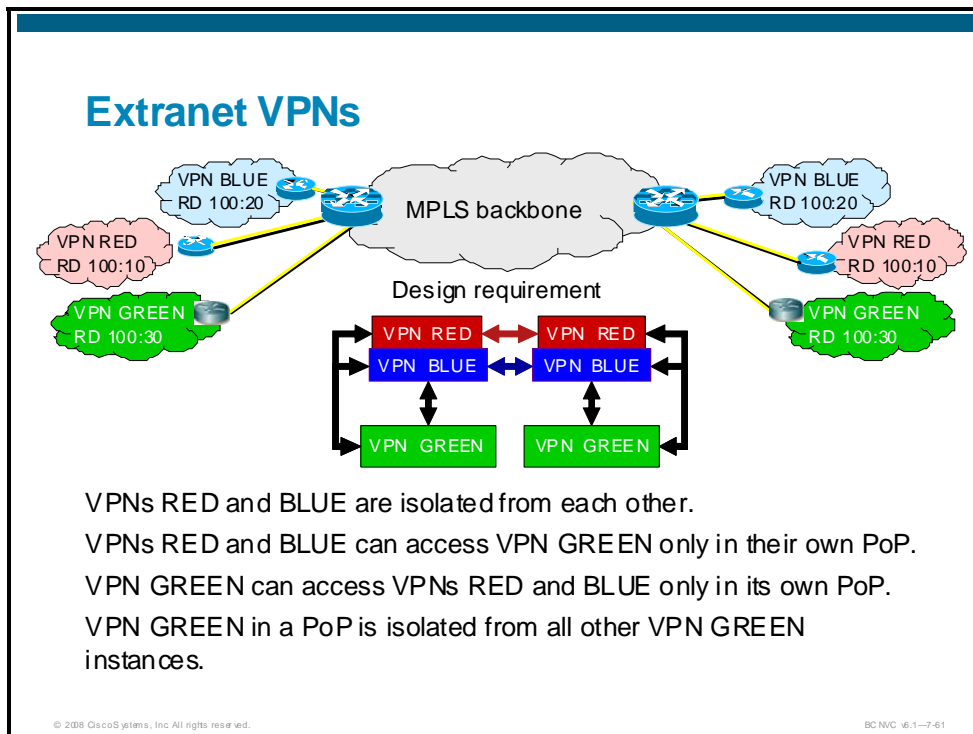 Extranet VPNs
VPN BLUE
RD 100:20
VPN RED
RD 100:10
VPN GREEN
RD 100:30
MPLS backbone
VPN BLUE
RD 100:20
VPN RED
RD 100:10
VPN GREEN
RD 100:30
Design requirement
VPN RED
VPN RED
VPN BLUE
VPN BLUE
VPN GREEN
VPN GREEN
VPNs RED and BLUE are isolated from each other.
VPNs RED and BLUE can access VPN GREEN only in their own PoP.
VPN GREEN can access VPNs RED and BLUE only in its own PoP.
VPN GREEN in a PoP is isolated from all other VPN GREEN
instances.
© 2008 Cisco Systems, Inc. All rights reserved.
BCNVC v6.1—7-61